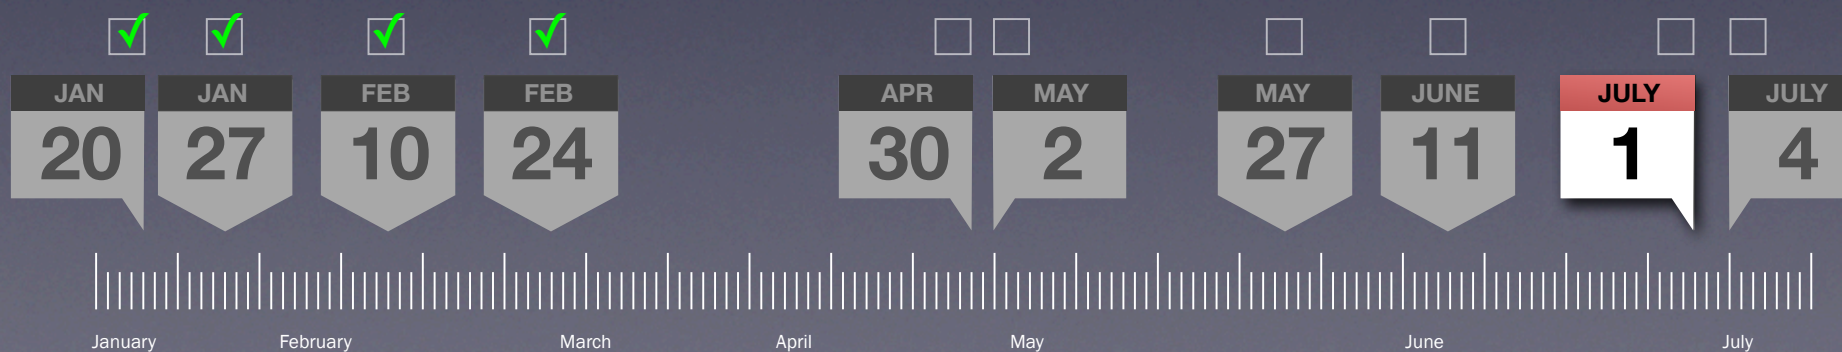 JAN JAN FEB FEB APR MAY MAY JUNE JULY JULY
20 27 10 24 30 2 27 11 1 4
January February March April May June July